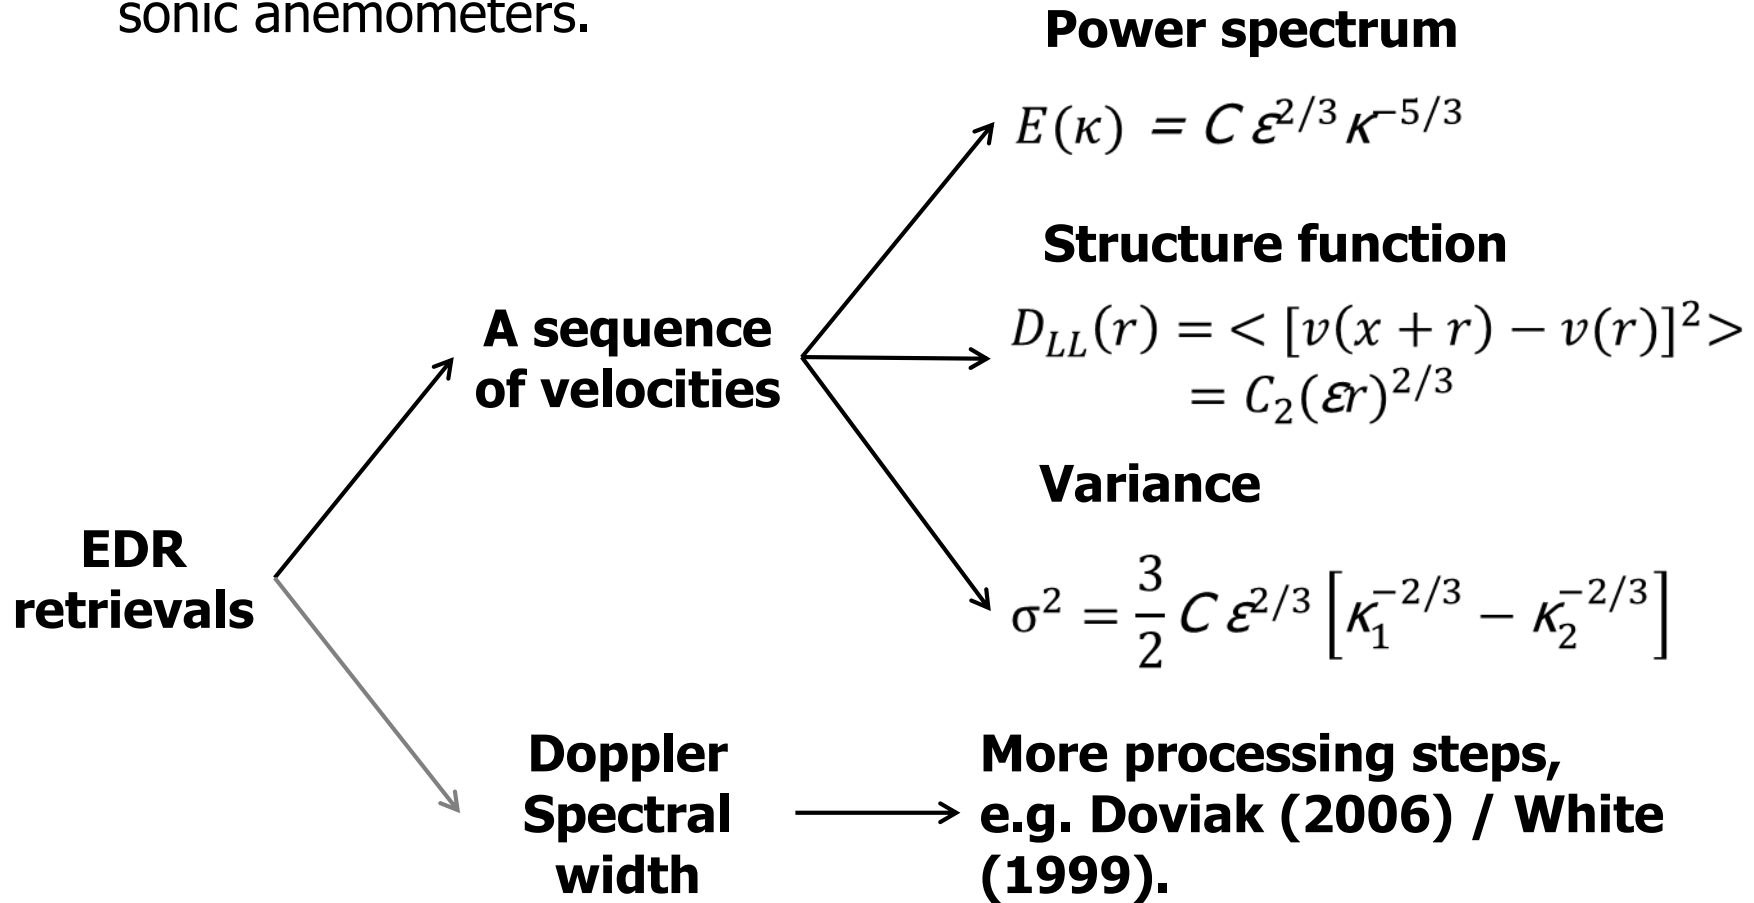 sonic anemometers.
Power spectrum
E(κ) = C ε^{2/3} κ^{-5/3}
Structure function
D_{LL}(r) = < [v(x + r) − v(r)]^2 >
= C_2(εr)^{2/3}
Variance
σ^2 = \frac{3}{2} C ε^{2/3} [κ_1^{-2/3} − κ_2^{-2/3}]
A sequence
of velocities
EDR
retrievals
Doppler
Spectral
width
More processing steps,
e.g. Doviak (2006) / White
(1999).